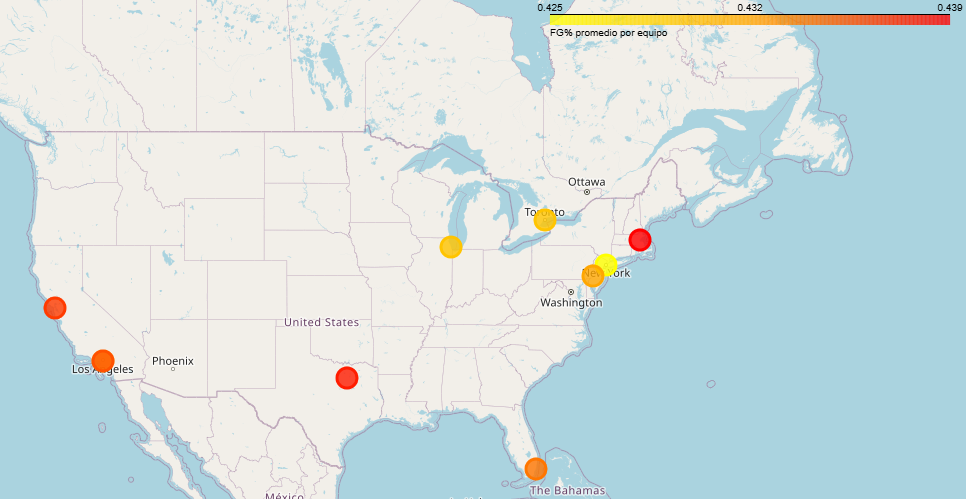 0.425 0.432 0.439
FG% promedio por equipo
Ottawa
Toronto
New York
Washington
United States
Phoenix
Los Angeles
The Bahamas
México